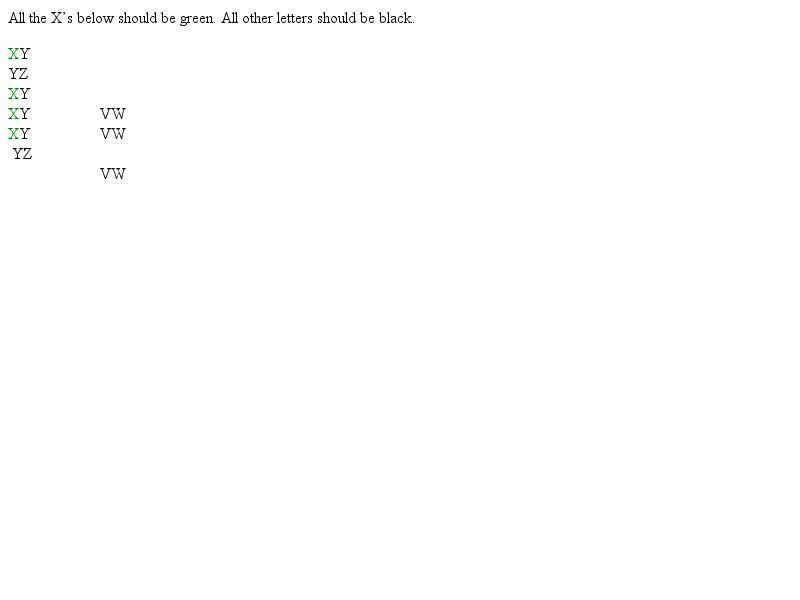 All the X's below should be green. All other letters should be black.
XY
YZ
XY
XY VW
XY VW
YZ
VW